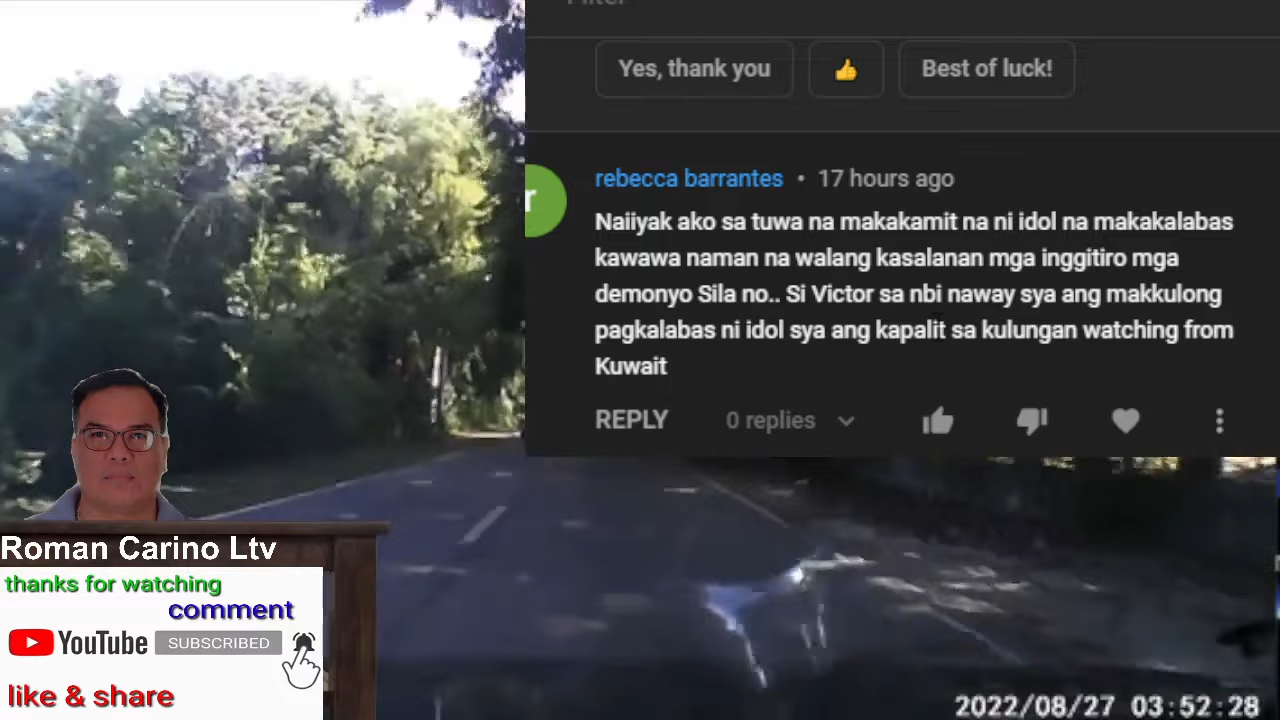 Filter
Yes, thank you 👍 Best of luck!
r
rebecca barrantes • 17 hours ago
Naiiyak ako sa tuwa na makakamit na ni idol na makakalabas
kawawa naman na walang kasalanan mga inggitiro mga
demonyo Sila no.. Si Victor sa nbi naway sya ang makkulong
pagkalabas ni idol sya ang kapalit sa kulungan watching from
Kuwait
REPLY 0 replies
Roman Carino Ltv
thanks for watching
comment
YouTube SUBSCRIBED
like & share
2022/08/27 03:52:28